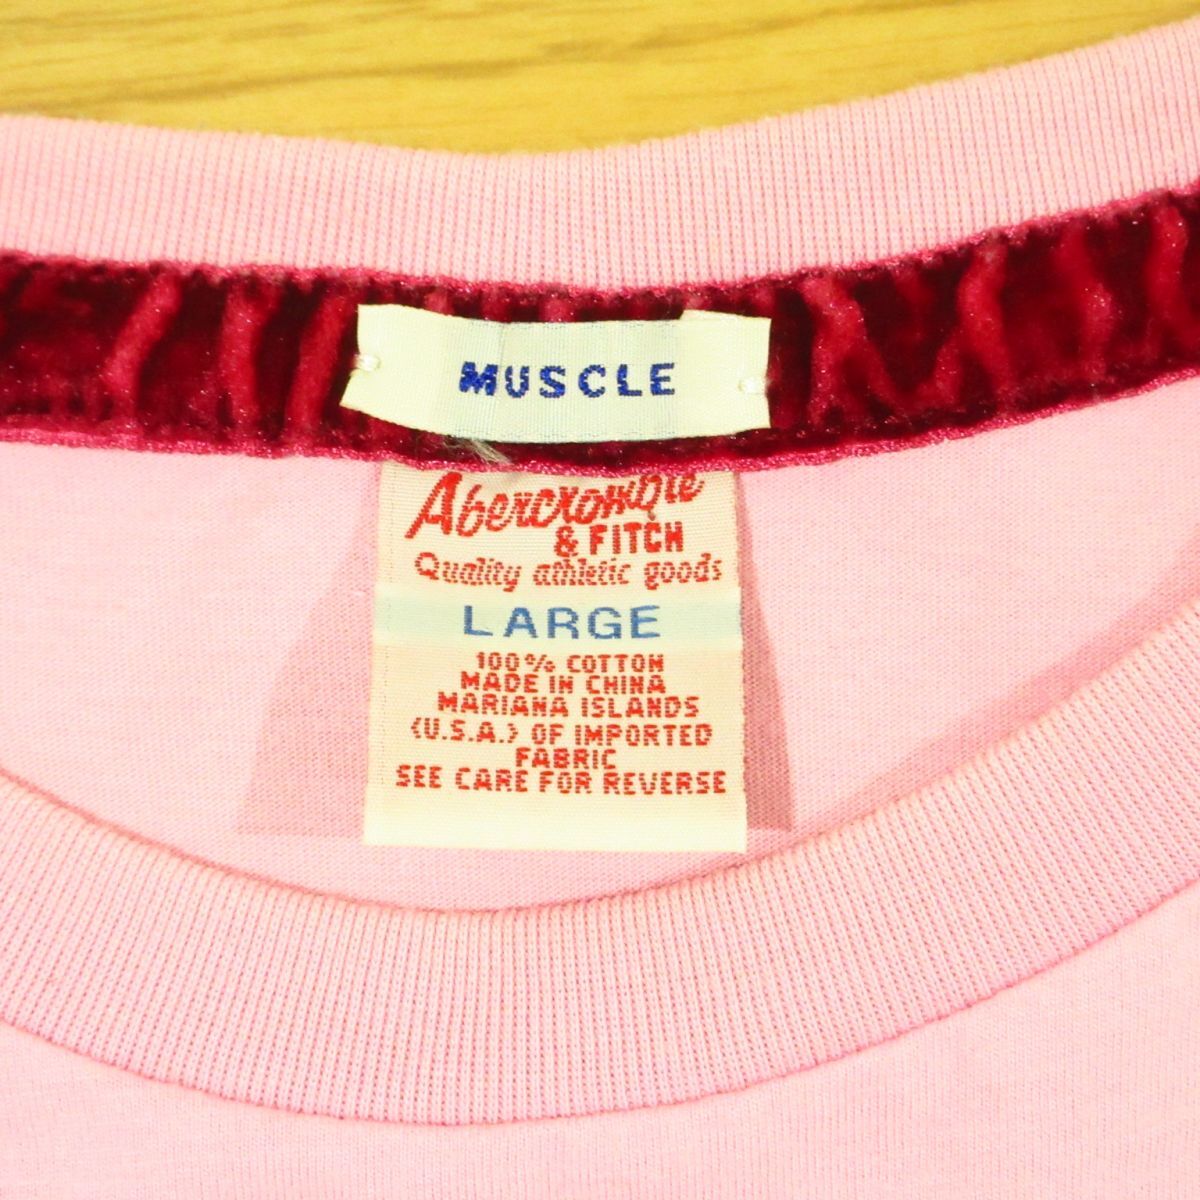 MUSCLE
Abercrombie
& FITCH
Quality athletic goods
LARGE
100% COTTON
MADE IN CHINA
MARIANA ISLANDS
(U.S.A.) OF IMPORTED
FABRIC
SEE CARE FOR REVERSE